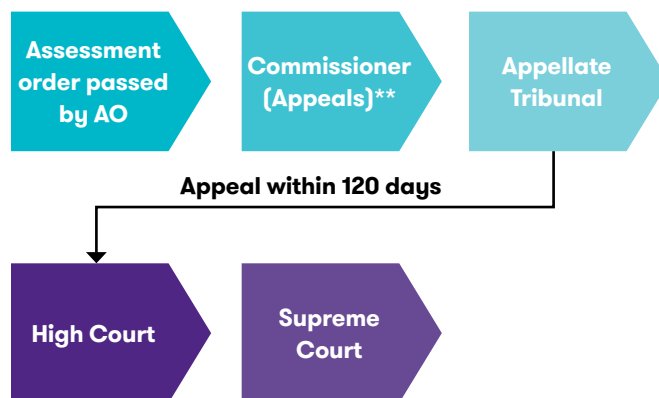 Assessment
order passed
by AO
Commissioner
(Appeals)**
Appellate
Tribunal
Appeal within 120 days
High Court
Supreme
Court